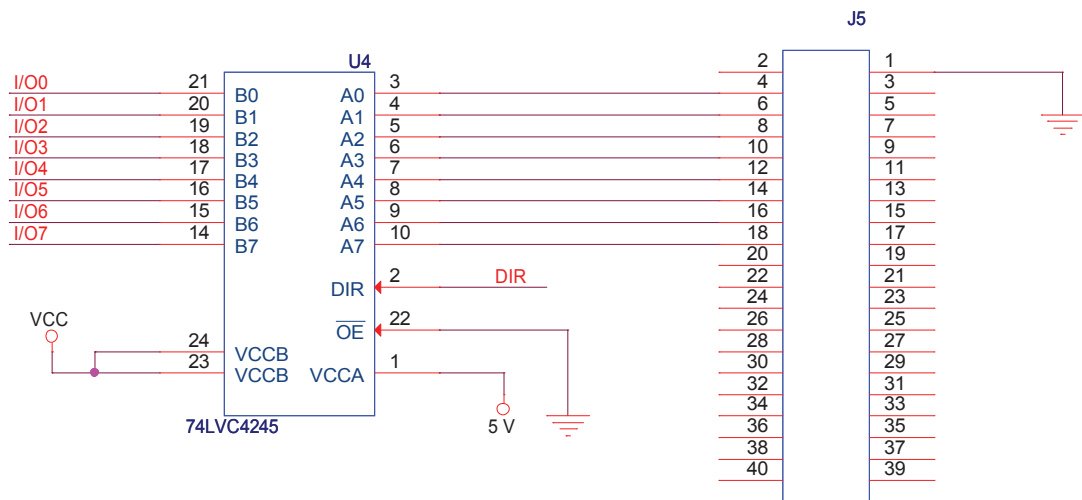 J5
U4
I/O0 21 B0 A0 3
I/O1 20 B1 A1 4
I/O2 19 B2 A2 5
I/O3 18 B3 A3 6
I/O4 17 B4 A4 7
I/O5 16 B5 A5 8
I/O6 15 B6 A6 9
I/O7 14 B7 A7 10
DIR 2 DIR
OE 22
VCC
24 VCCB
23 VCCB VCCA 1
74LVC4245
5 V
2 1
4 3
6 5
8 7
10 9
12 11
14 13
16 15
18 17
20 19
22 21
24 23
26 25
28 27
30 29
32 31
34 33
36 35
38 37
40 39